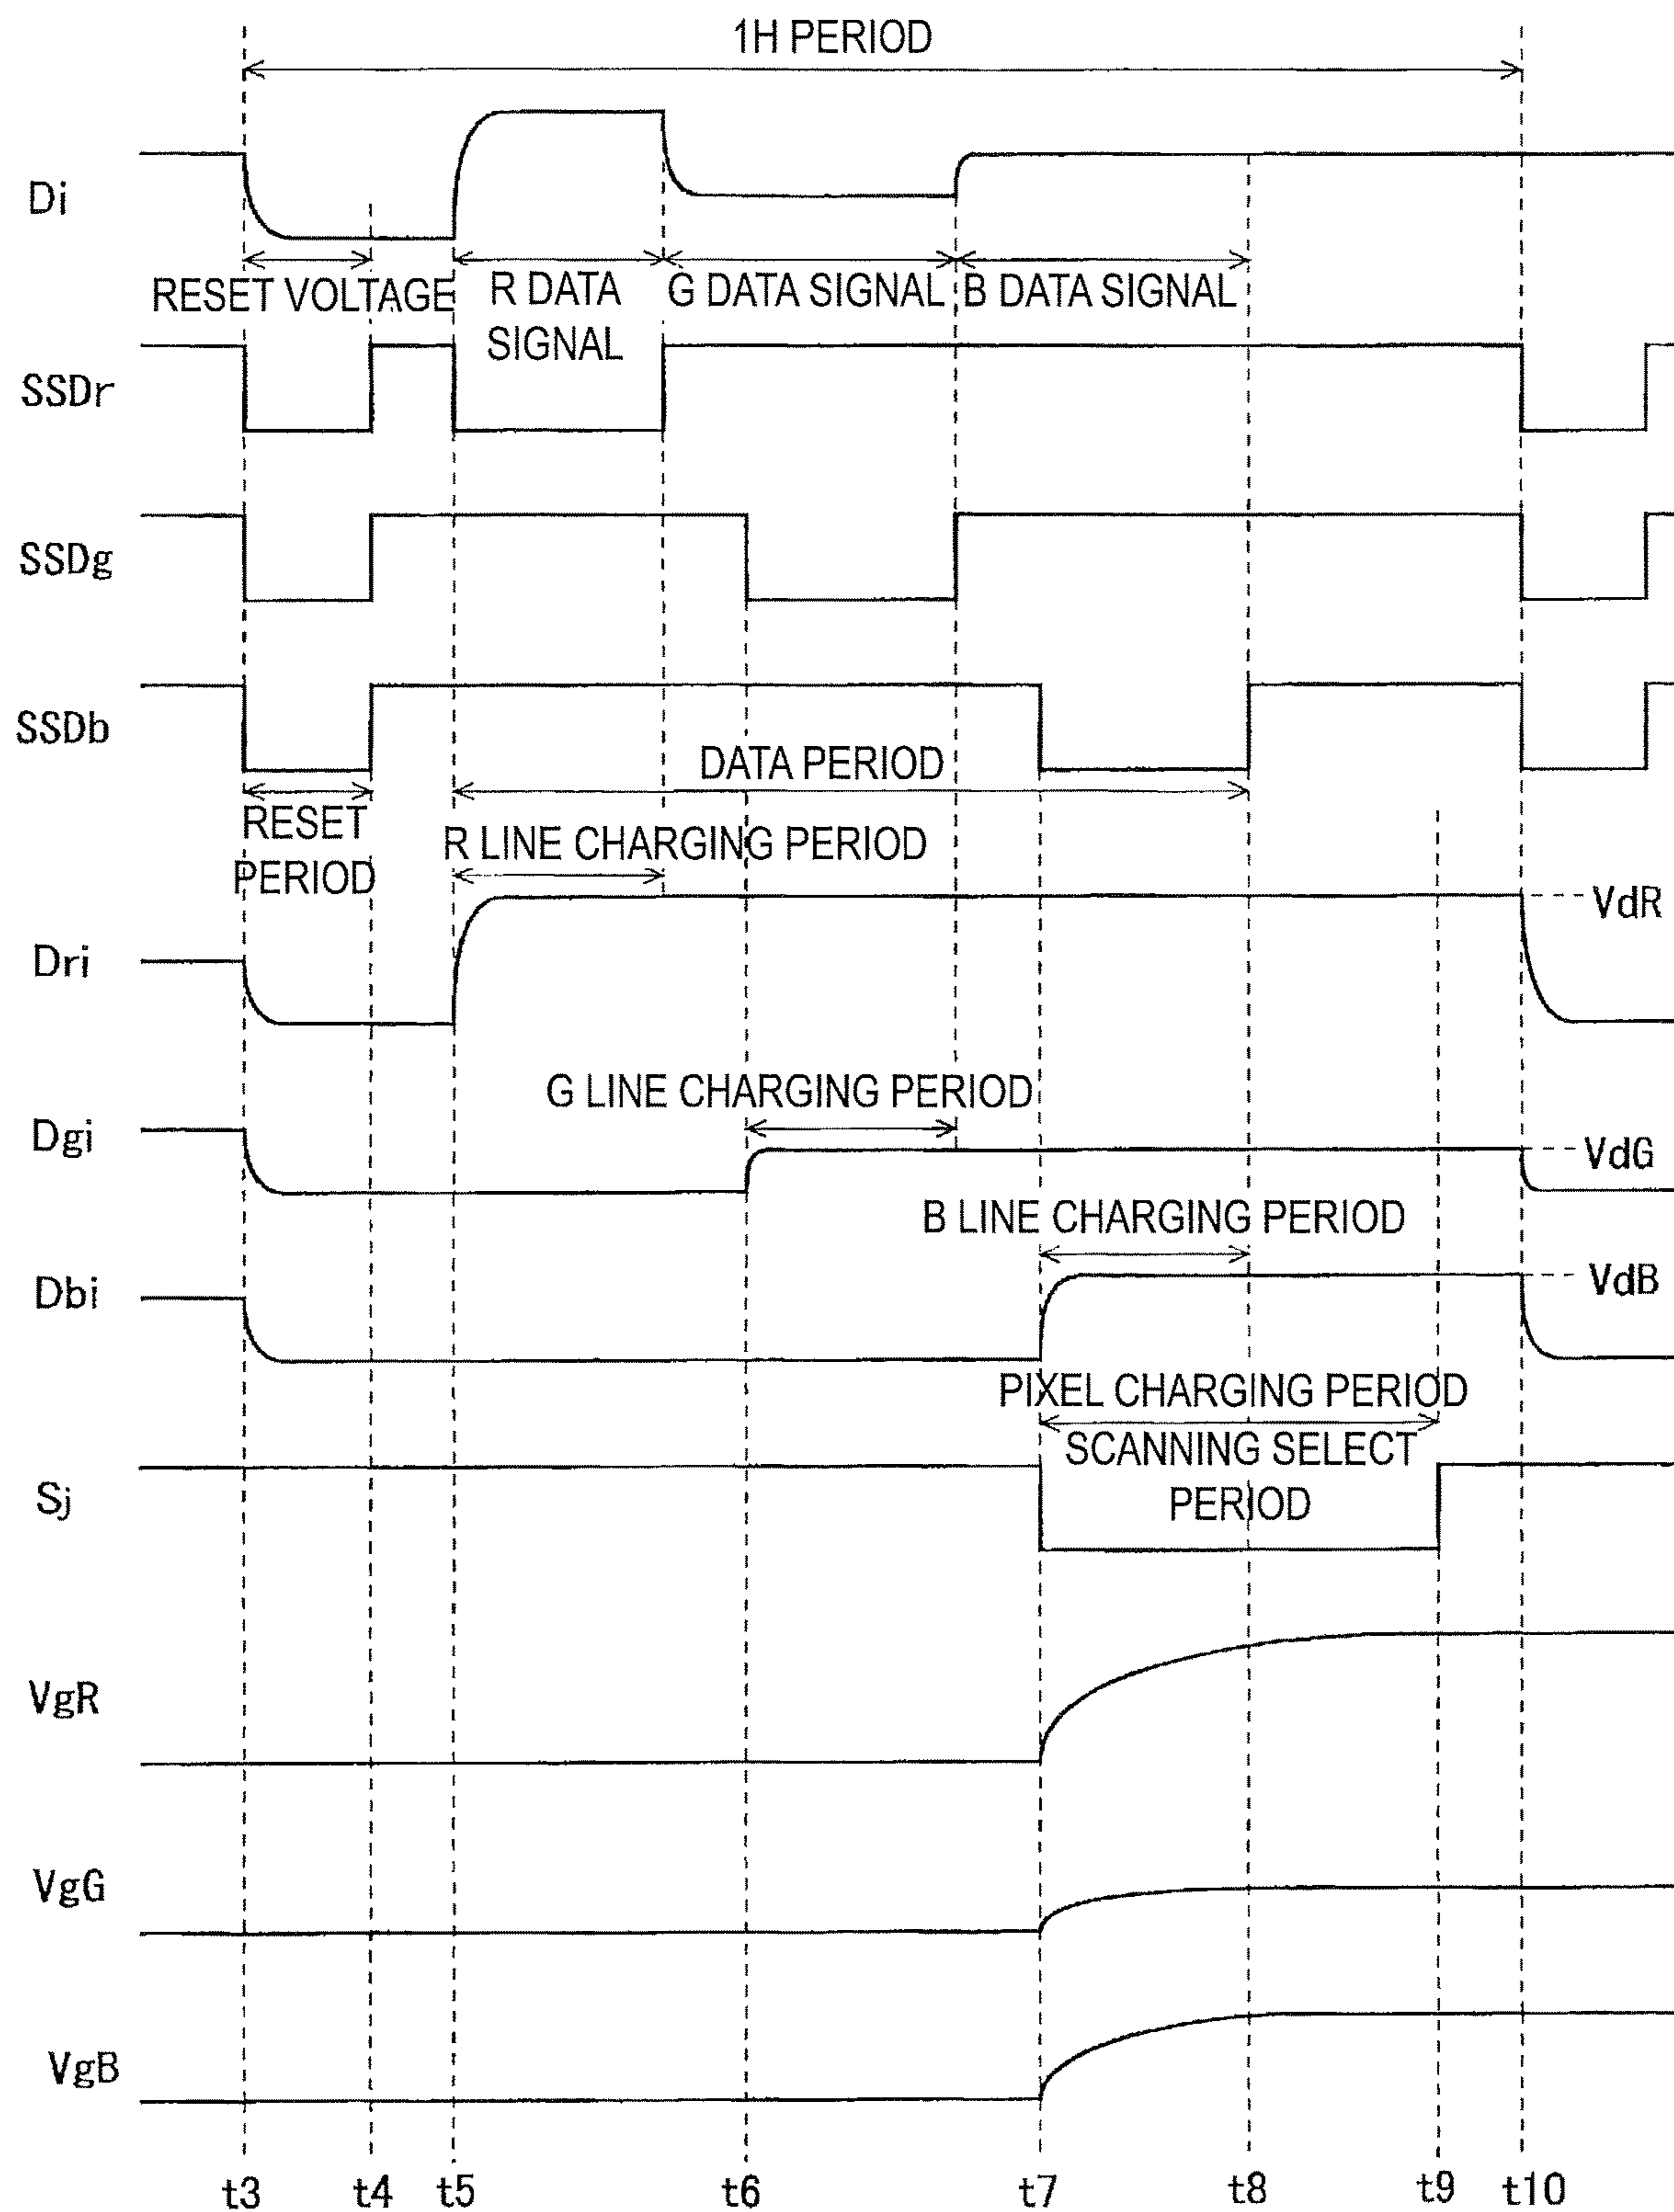 1H PERIOD
Di
RESET VOLTAGE
R DATA
SIGNAL
G DATA SIGNAL
B DATA SIGNAL
SSDr
SSDg
SSDb
DATA PERIOD
RESET
PERIOD
R LINE CHARGING PERIOD
VdR
Dri
G LINE CHARGING PERIOD
Dgi
VdG
B LINE CHARGING PERIOD
Dbi
VdB
PIXEL CHARGING PERIOD
SCANNING SELECT
PERIOD
Sj
VgR
VgG
VgB
t3 t4 t5 t6 t7 t8 t9 t10